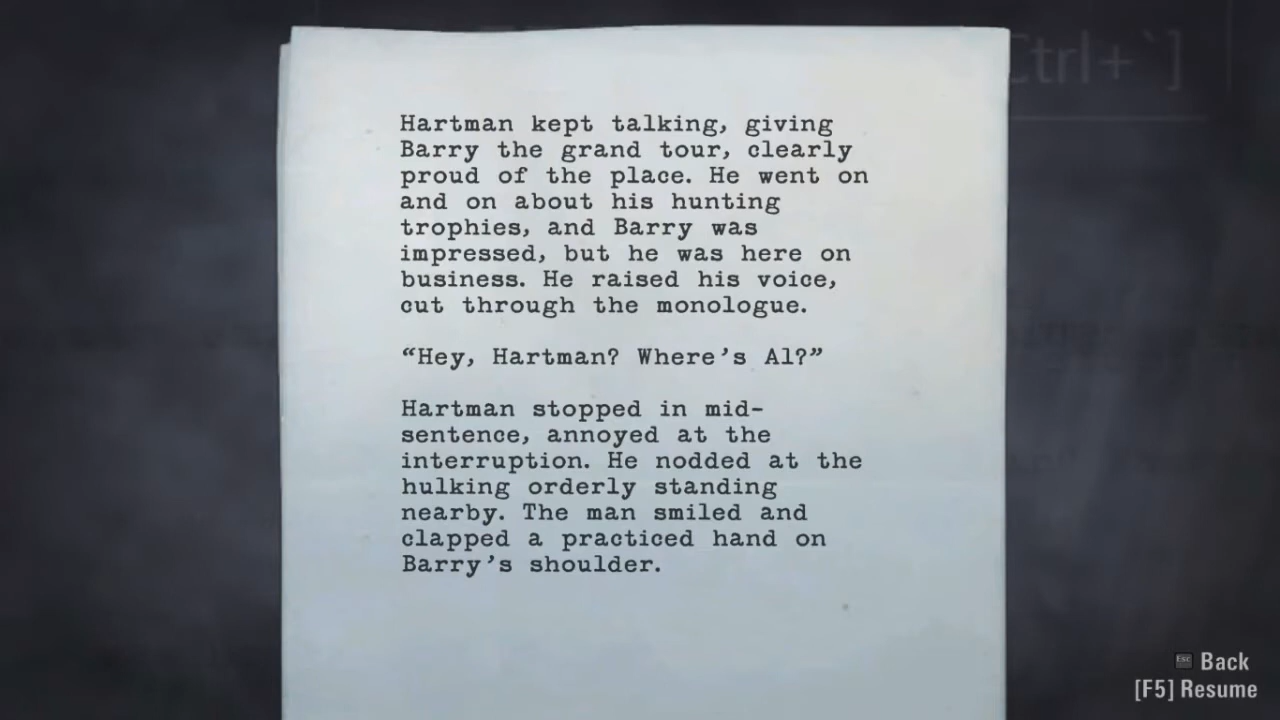 Ctrl+`]
Hartman kept talking, giving
Barry the grand tour, clearly
proud of the place. He went on
and on about his hunting
trophies, and Barry was
impressed, but he was here on
business. He raised his voice,
cut through the monologue.
“Hey, Hartman? Where’s Al?”
Hartman stopped in mid-
sentence, annoyed at the
interruption. He nodded at the
hulking orderly standing
nearby. The man smiled and
clapped a practiced hand on
Barry’s shoulder.
Esc Back
[F5] Resume